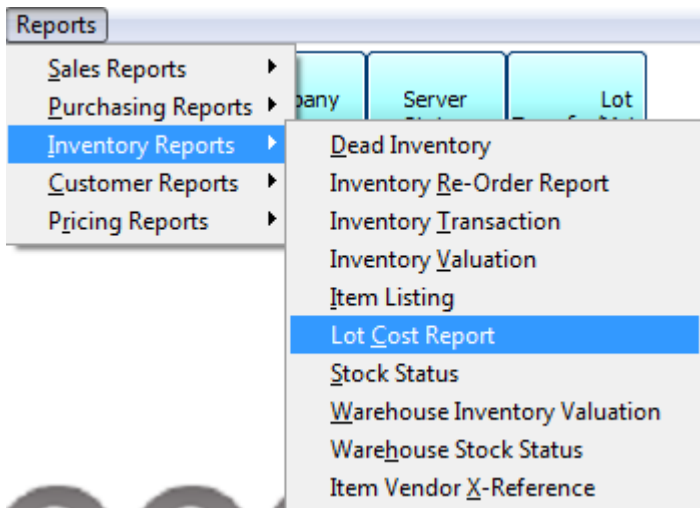 Reports
Sales Reports
Purchasing Reports
Inventory Reports
Customer Reports
Pricing Reports
pany
Server
Lot
Dead Inventory
Inventory Re-Order Report
Inventory Transaction
Inventory Valuation
Item Listing
Lot Cost Report
Stock Status
Warehouse Inventory Valuation
Warehouse Stock Status
Item Vendor X-Reference